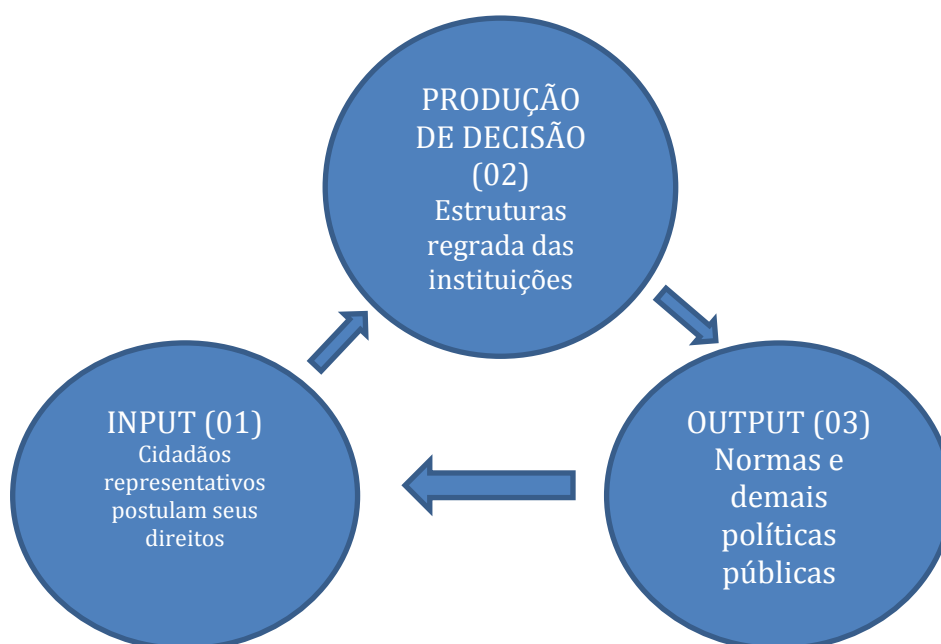 PRODUÇÃO
DE DECISÃO
(02)
Estruturas
regrada das
instituições
INPUT (01)
Cidadãos
representativos
postulam seus
direitos
OUTPUT (03)
Normas e
demais
políticas
públicas